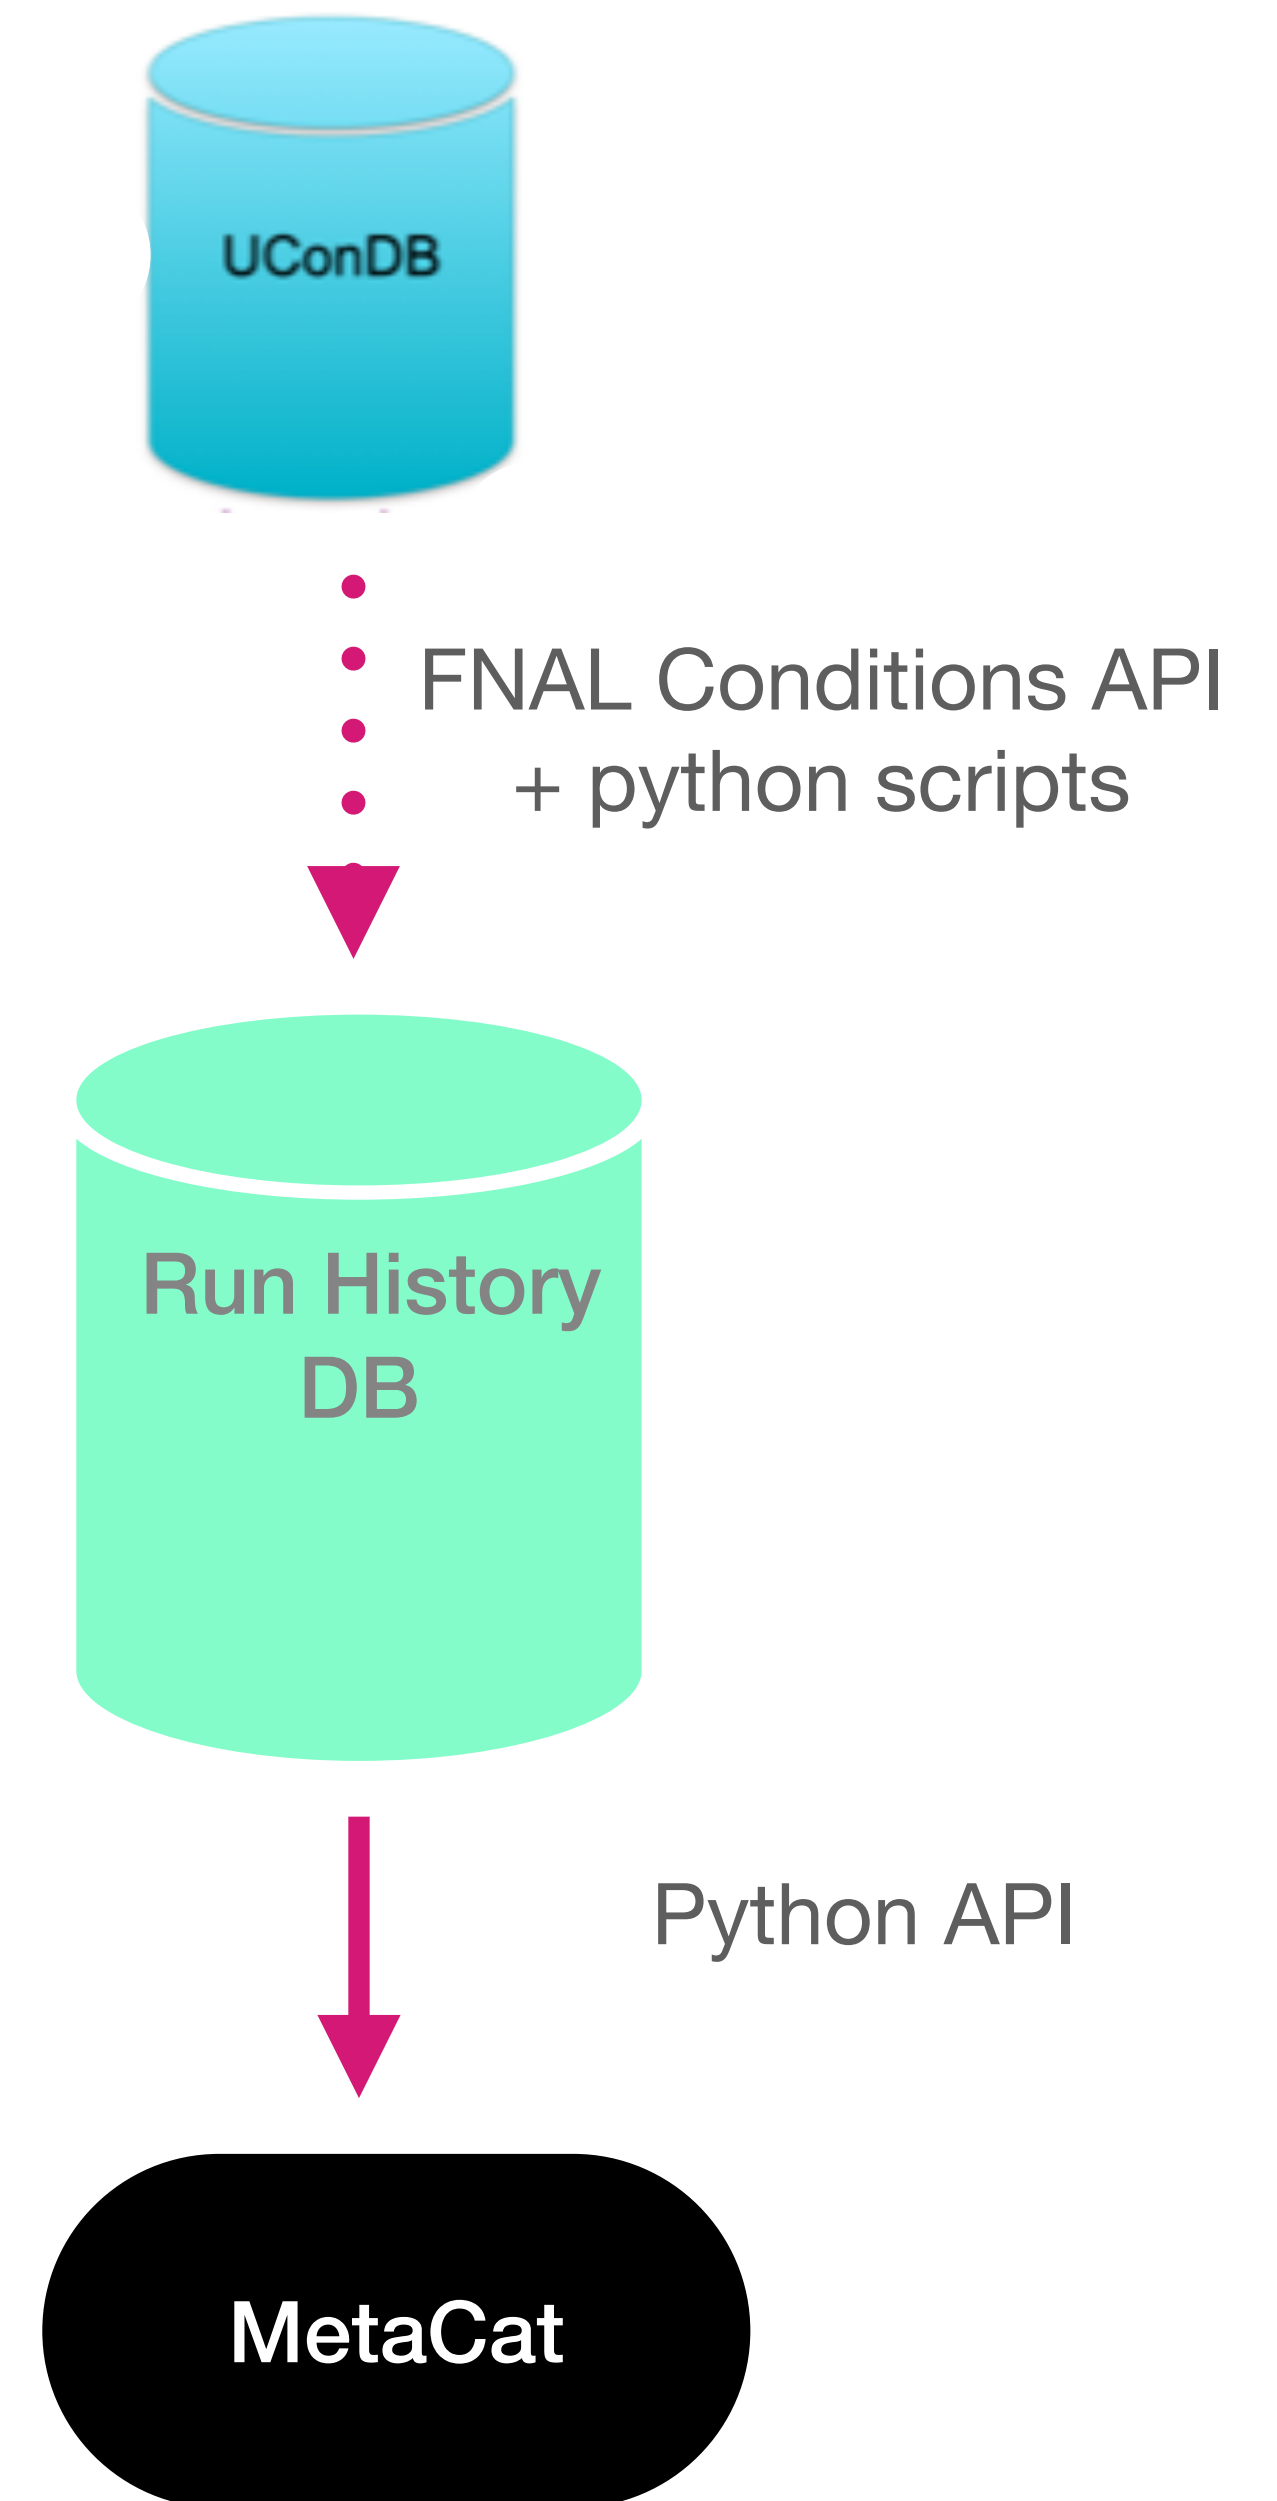 UConDB
FNAL Conditions API
+ python scripts
Run History
DB
Python API
MetaCat